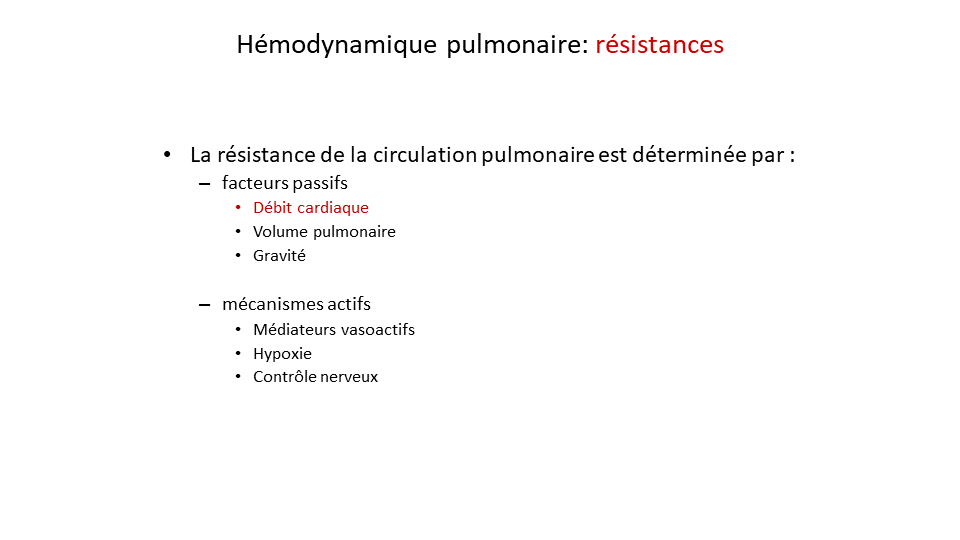 Hémodynamique pulmonaire: résistances
• La résistance de la circulation pulmonaire est déterminée par :
– facteurs passifs
• Débit cardiaque
• Volume pulmonaire
• Gravité
– mécanismes actifs
• Médiateurs vasoactifs
• Hypoxie
• Contrôle nerveux